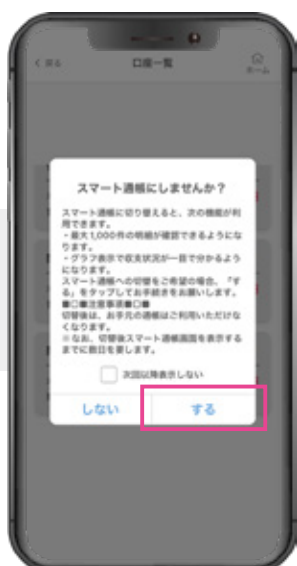 く 戻る
口座一覧
ホーム
スマート通帳にしませんか？
スマート通帳に切り替えると、次の機能が利
用できます。
・最大1,000件の明細が確認できるようにな
ります。
・グラフ表示で収支状況が一目で分かるよう
になります。
スマート通帳への切替をご希望の場合、「す
る」をタップしてお手続きをお願いします。
■□■注意事項■□■
切替後は、お手元の通帳はご利用いただけな
くなります。
※なお、切替後スマート通帳画面を表示する
までに数日を要します。
次回以降表示しない
しない
する